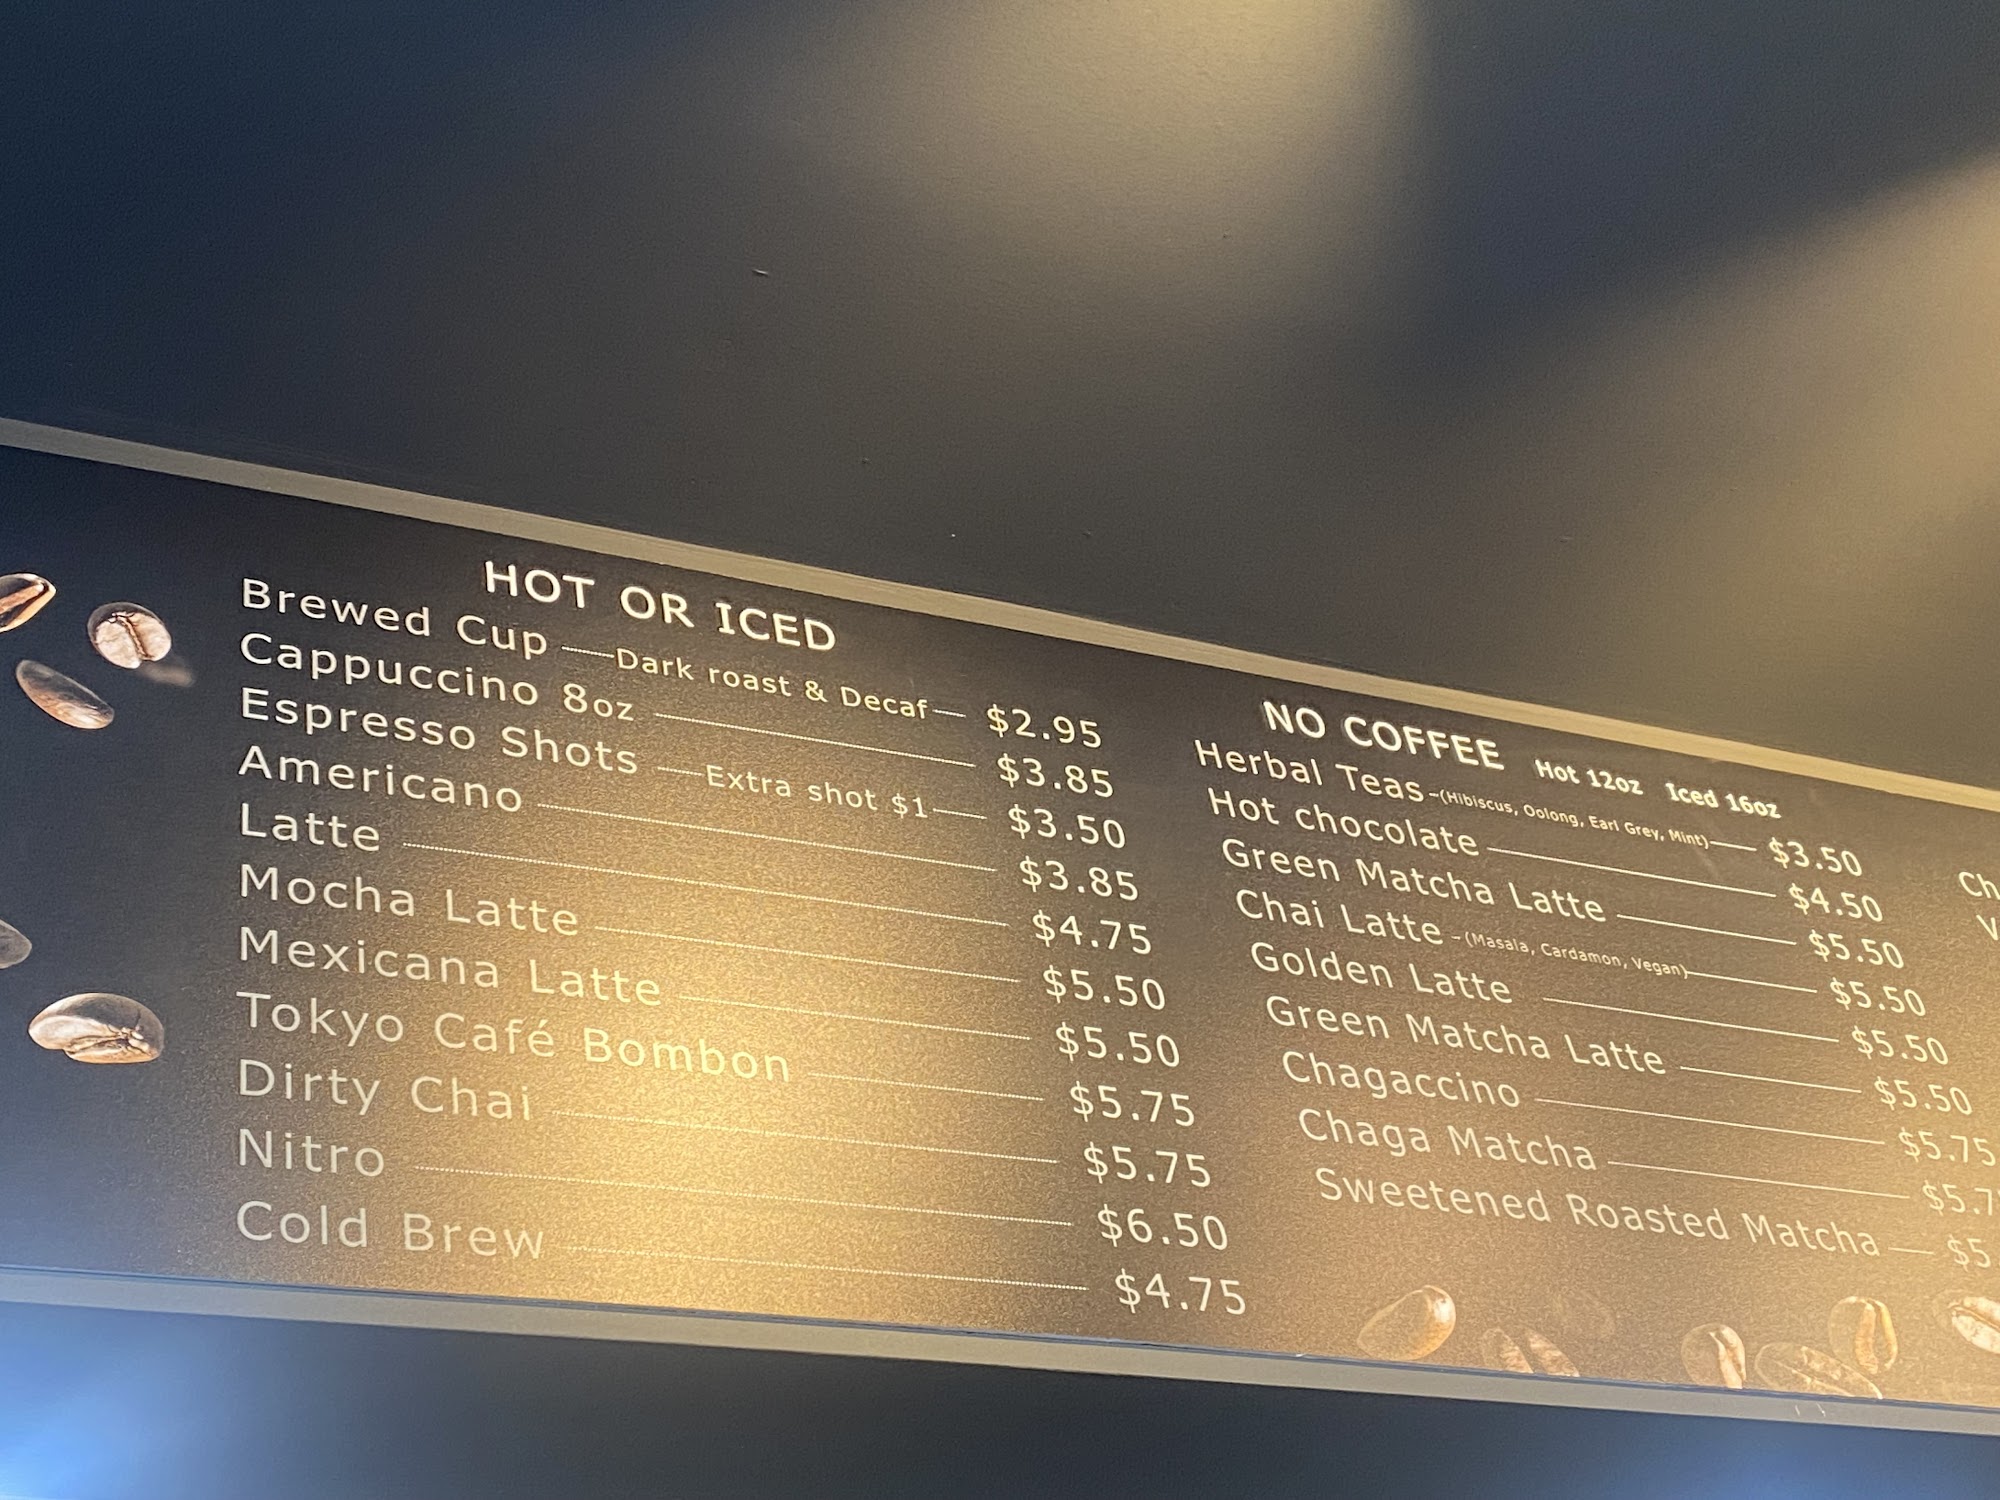 HOT OR ICED
Brewed Cup Dark roast & Decaf $2.95
Cappuccino 8oz $3.85
Espresso Shots Extra shot $1 $3.50
Americano $3.85
Latte $4.75
Mocha Latte $5.50
Mexicana Latte $5.50
Tokyo Café Bombon $5.75
Dirty Chai $5.75
Nitro $6.50
Cold Brew $4.75
NO COFFEE Hot 12oz Iced 16oz
Herbal Teas -(Hibiscus, Oolong, Earl Grey, Mint) $3.50
Hot chocolate $4.50
Green Matcha Latte $5.50
Chai Latte -(Masala, Cardamon, Vegan) $5.50
Golden Latte $5.50
Green Matcha Latte $5.50
Chagaccino $5.75
Chaga Matcha $5.7
Sweetened Roasted Matcha $5